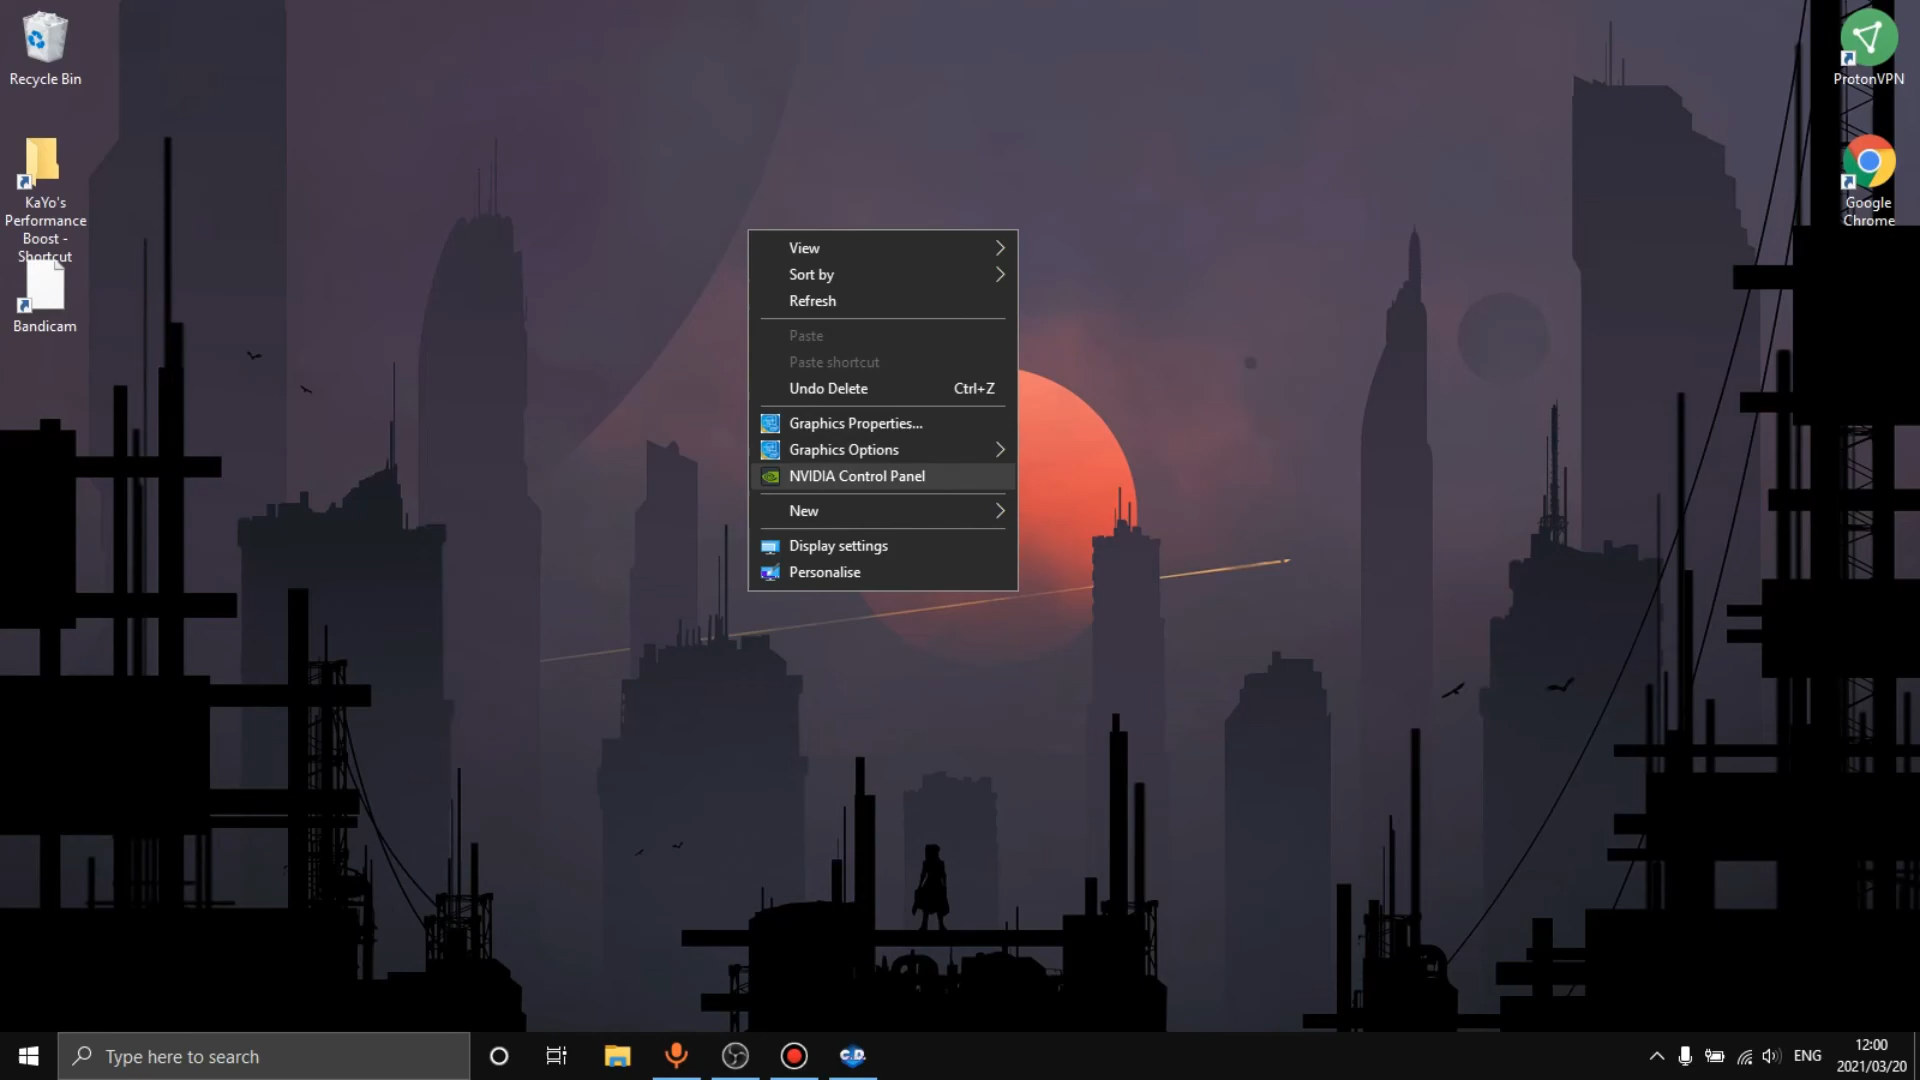 Recycle Bin
KaYo's
Performance
Boost -
Shortcut
Bandicam
ProtonVPN
Google
Chrome
View
Sort by
Refresh
Paste
Paste shortcut
Undo Delete Ctrl+Z
Graphics Properties...
Graphics Options
NVIDIA Control Panel
New
Display settings
Personalise
Type here to search
C.D.
ENG
12:00
2021/03/20